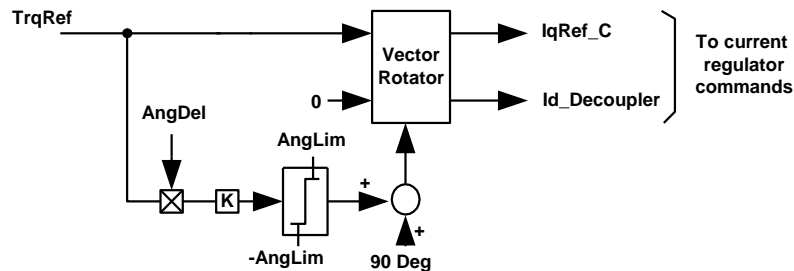 TrqRef
IqRef_C
To current
regulator
commands
Vector
Rotator
0
Id_Decoupler
AngDel
AngLim
K
+
+
-AngLim
90 Deg